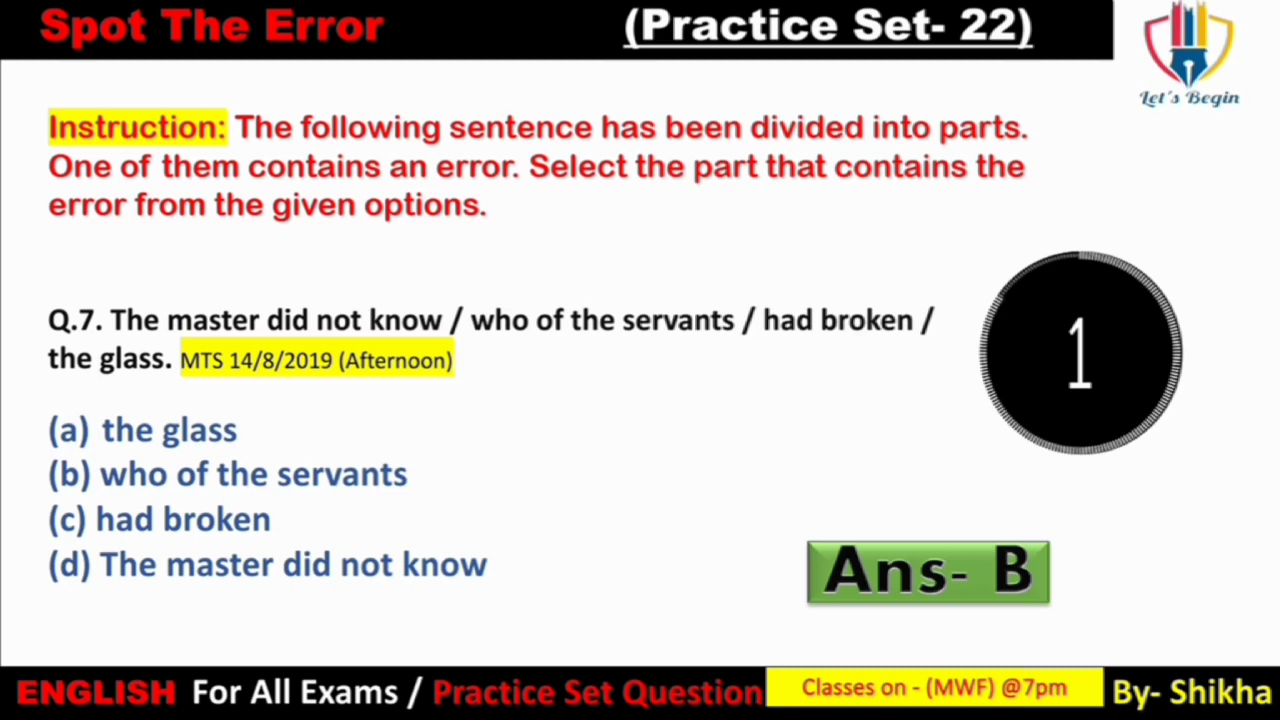 Spot The Error
(Practice Set- 22)
Let's Begin
Instruction: The following sentence has been divided into parts.
One of them contains an error. Select the part that contains the
error from the given options.
Q.7. The master did not know / who of the servants / had broken /
the glass. MTS 14/8/2019 (Afternoon)
1
(a) the glass
(b) who of the servants
(c) had broken
(d) The master did not know
Ans- B
ENGLISH For All Exams / Practice Set Question
Classes on - (MWF) @7pm
By- Shikha